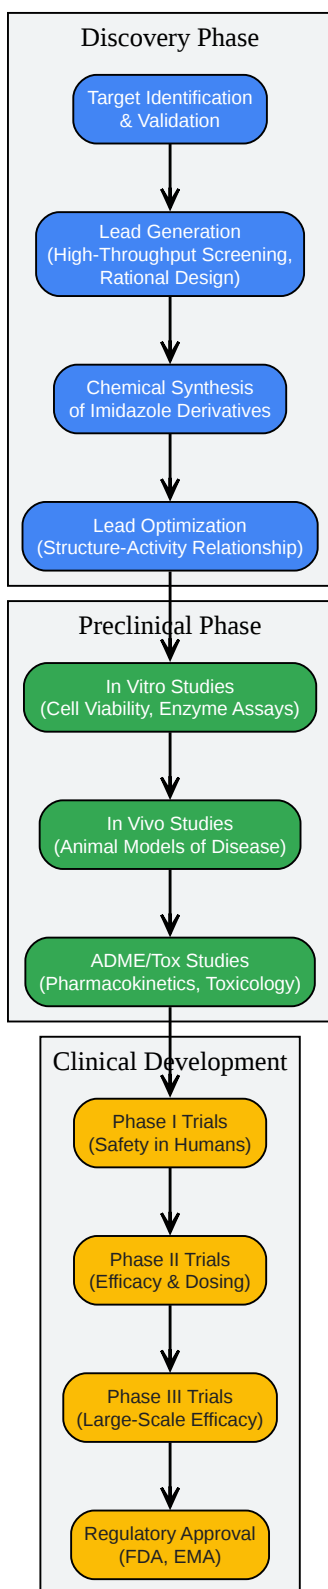 Discovery Phase
Target Identification
& Validation
Lead Generation
(High-Throughput Screening,
Rational Design)
Chemical Synthesis
of Imidazole Derivatives
Lead Optimization
(Structure-Activity Relationship)
Preclinical Phase
In Vitro Studies
(Cell Viability, Enzyme Assays)
In Vivo Studies
(Animal Models of Disease)
ADME/Tox Studies
(Pharmacokinetics, Toxicology)
Clinical Development
Phase I Trials
(Safety in Humans)
Phase II Trials
(Efficacy & Dosing)
Phase III Trials
(Large-Scale Efficacy)
Regulatory Approval
(FDA, EMA)